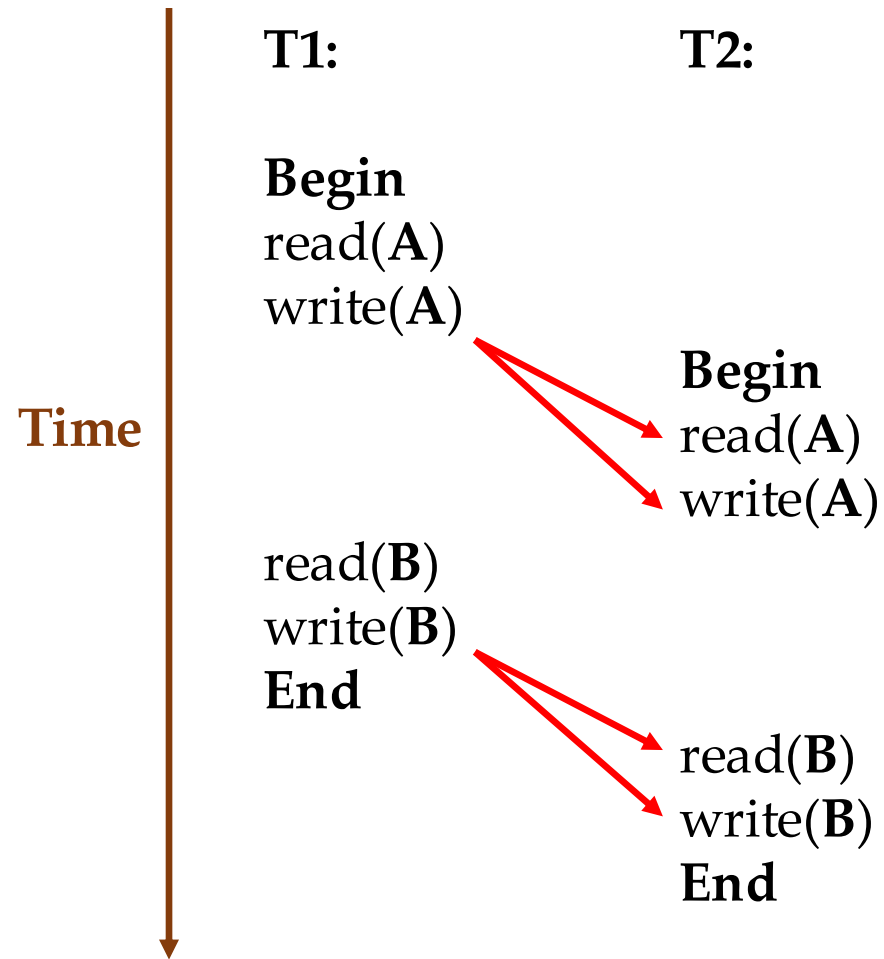 T1: T2:
Begin
read(A)
write(A)
Begin
Time
read(A)
write(A)
read(B)
write(B)
End
read(B)
write(B)
End